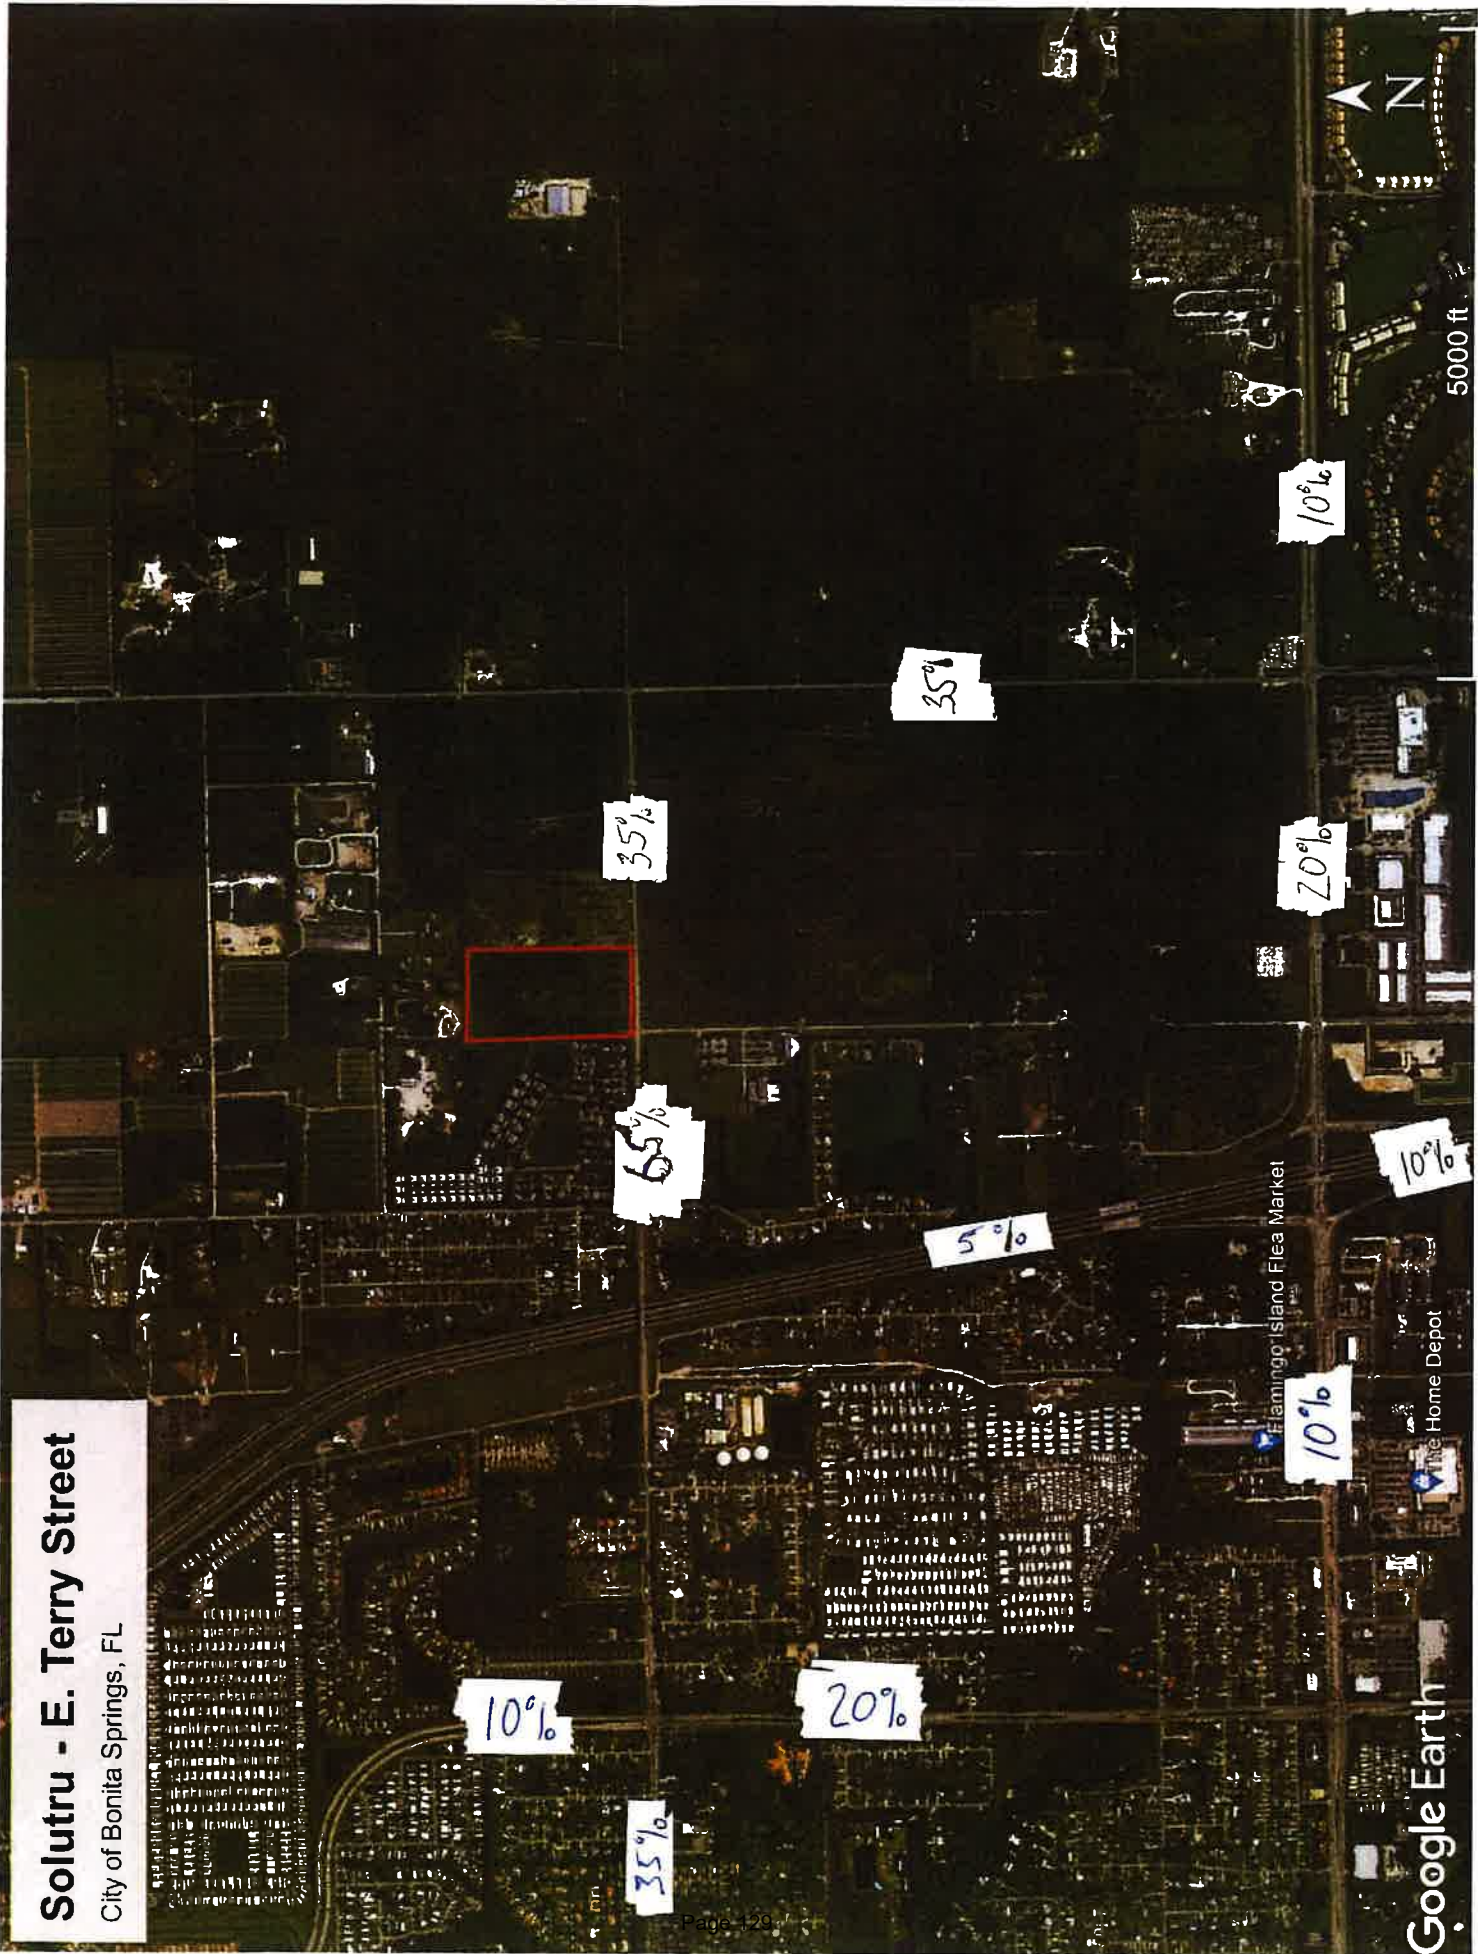 Solutru - E. Terry Street
City of Bonita Springs, FL
10%
35%
20%
65%
35%
35%
5%
Flamingo Island Flea Market
10%
The Home Depot
10%
20%
10%
N
5000 ft
Google Earth
Page 129